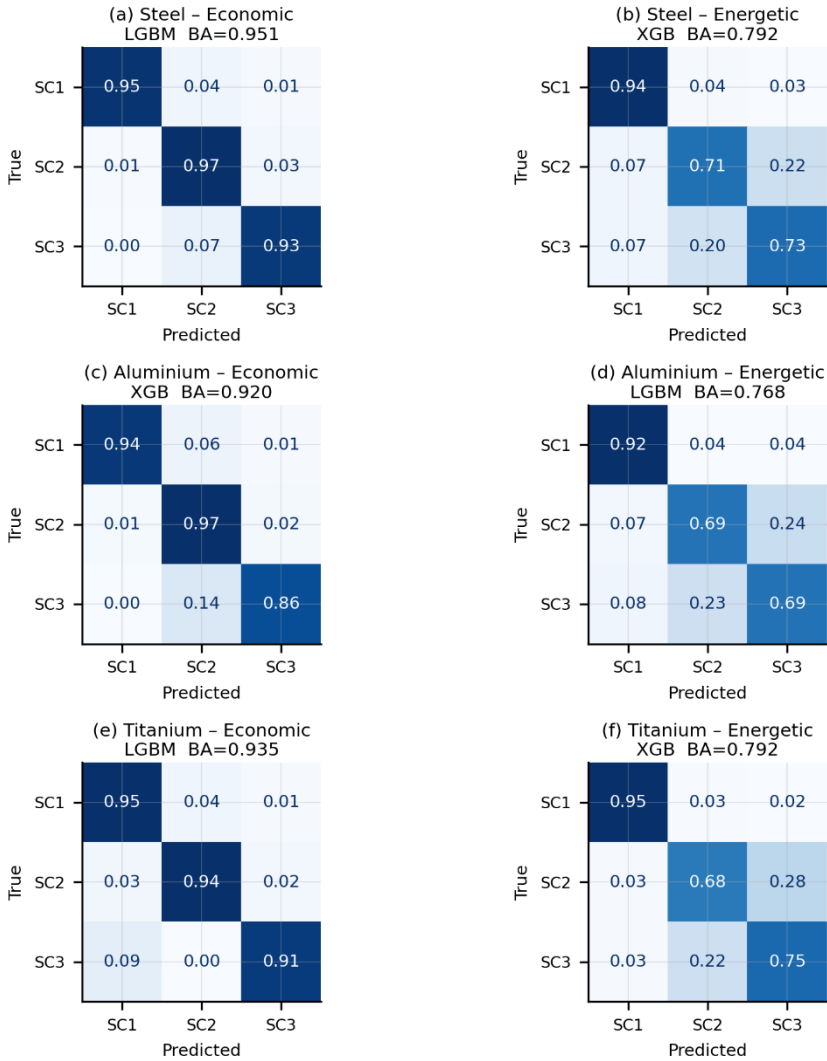 (a) Steel – Economic
LGBM  BA=0.951
SC1
0.95 0.04 0.01
SC2
0.01 0.97 0.03
SC3
0.00 0.07 0.93
SC1 SC2 SC3
Predicted
True
(b) Steel – Energetic
XGB  BA=0.792
SC1
0.94 0.04 0.03
SC2
0.07 0.71 0.22
SC3
0.07 0.20 0.73
SC1 SC2 SC3
Predicted
True
(c) Aluminium – Economic
XGB  BA=0.920
SC1
0.94 0.06 0.01
SC2
0.01 0.97 0.02
SC3
0.00 0.14 0.86
SC1 SC2 SC3
Predicted
True
(d) Aluminium – Energetic
LGBM  BA=0.768
SC1
0.92 0.04 0.04
SC2
0.07 0.69 0.24
SC3
0.08 0.23 0.69
SC1 SC2 SC3
Predicted
True
(e) Titanium – Economic
LGBM  BA=0.935
SC1
0.95 0.04 0.01
SC2
0.03 0.94 0.02
SC3
0.09 0.00 0.91
SC1 SC2 SC3
Predicted
True
(f) Titanium – Energetic
XGB  BA=0.792
SC1
0.95 0.03 0.02
SC2
0.03 0.68 0.28
SC3
0.03 0.22 0.75
SC1 SC2 SC3
Predicted
True